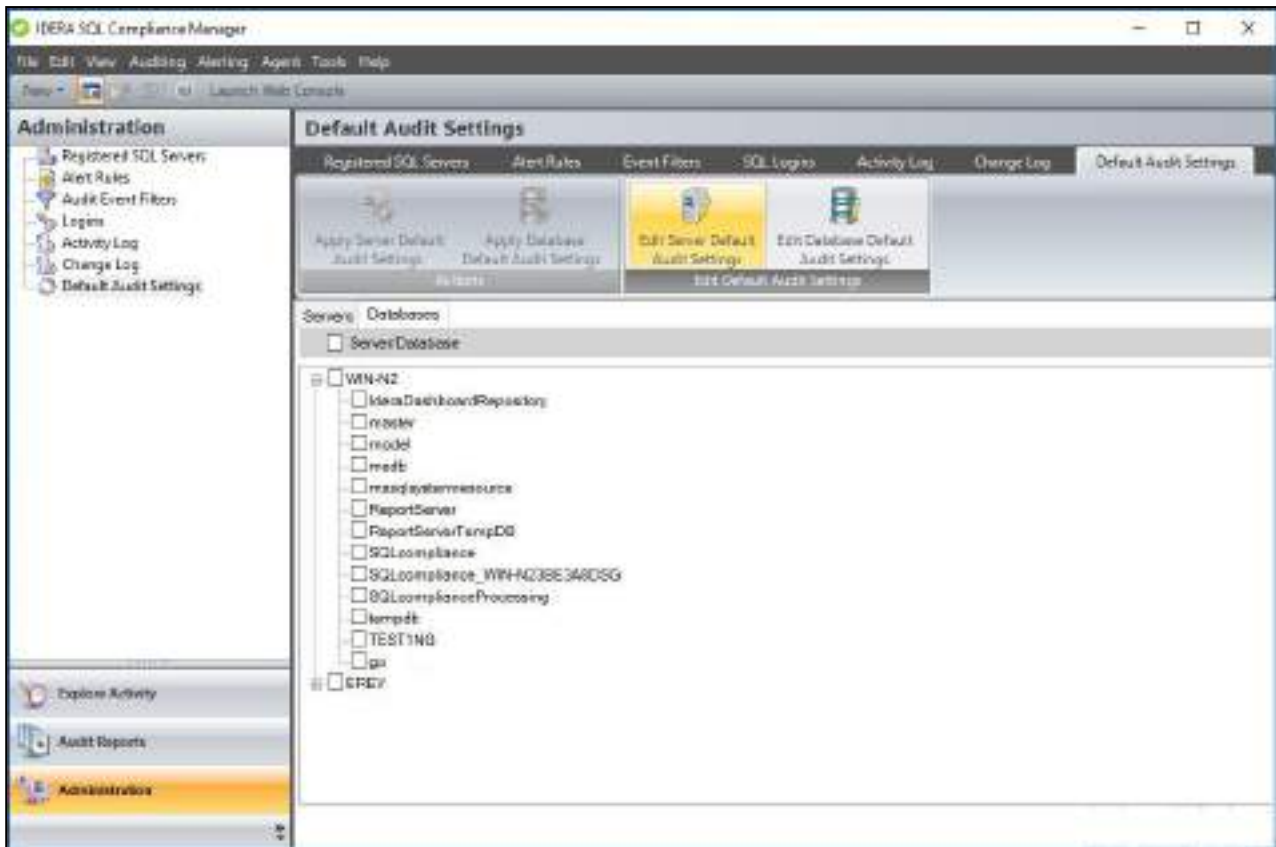 IDERA SQL Compliance Manager
File Edit View Auditing Alerting Agent Tools Help
New Launch Web Console
Administration
Registered SQL Servers
Alert Rules
Audit Event Filters
Logins
Activity Log
Change Log
Default Audit Settings
Explore Activity
Audit Reports
Administration
Default Audit Settings
Registered SQL Servers Alert Rules Event Filters SQL Logins Activity Log Change Log Default Audit Settings
Apply Server Default Audit Settings
Apply Database Default Audit Settings
Actions
Edit Server Default Audit Settings
Edit Database Default Audit Settings
Edit Default Audit Settings
Servers Databases
Server/Database
WIN-N2
IderaDashboardRepository
master
model
msdb
mssqlsystemresource
ReportServer
ReportServerTempDB
SQLcompliance
SQLcompliance_WIN-N23BE3A8DSG
SQLcomplianceProcessing
tempdb
TEST1NG
EREY